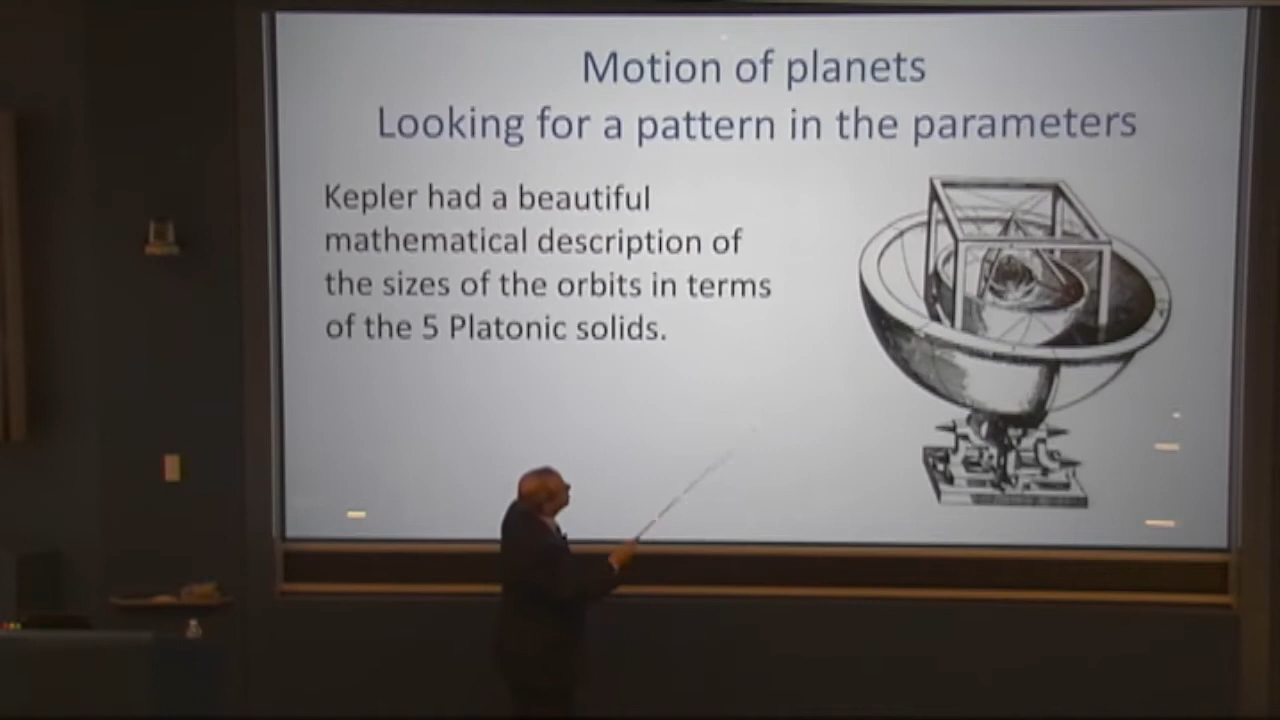 Motion of planets
Looking for a pattern in the parameters
Kepler had a beautiful
mathematical description of
the sizes of the orbits in terms
of the 5 Platonic solids.